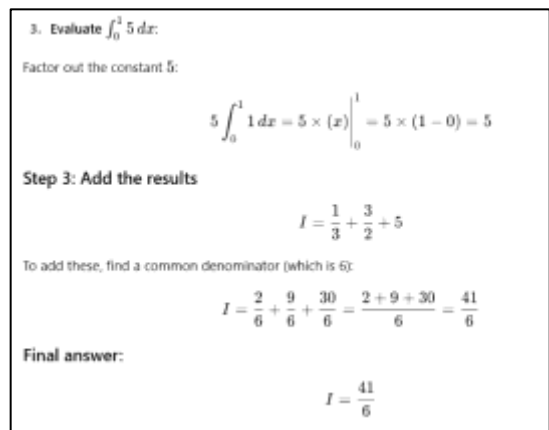 3. Evaluate ∫₀¹ 5 dx:
Factor out the constant 5:
5 ∫₀¹ 1 dx = 5 × (x)|₀¹ = 5 × (1 − 0) = 5
Step 3: Add the results
I = 1/3 + 3/2 + 5
To add these, find a common denominator (which is 6):
I = 2/6 + 9/6 + 30/6 = (2 + 9 + 30)/6 = 41/6
Final answer:
I = 41/6